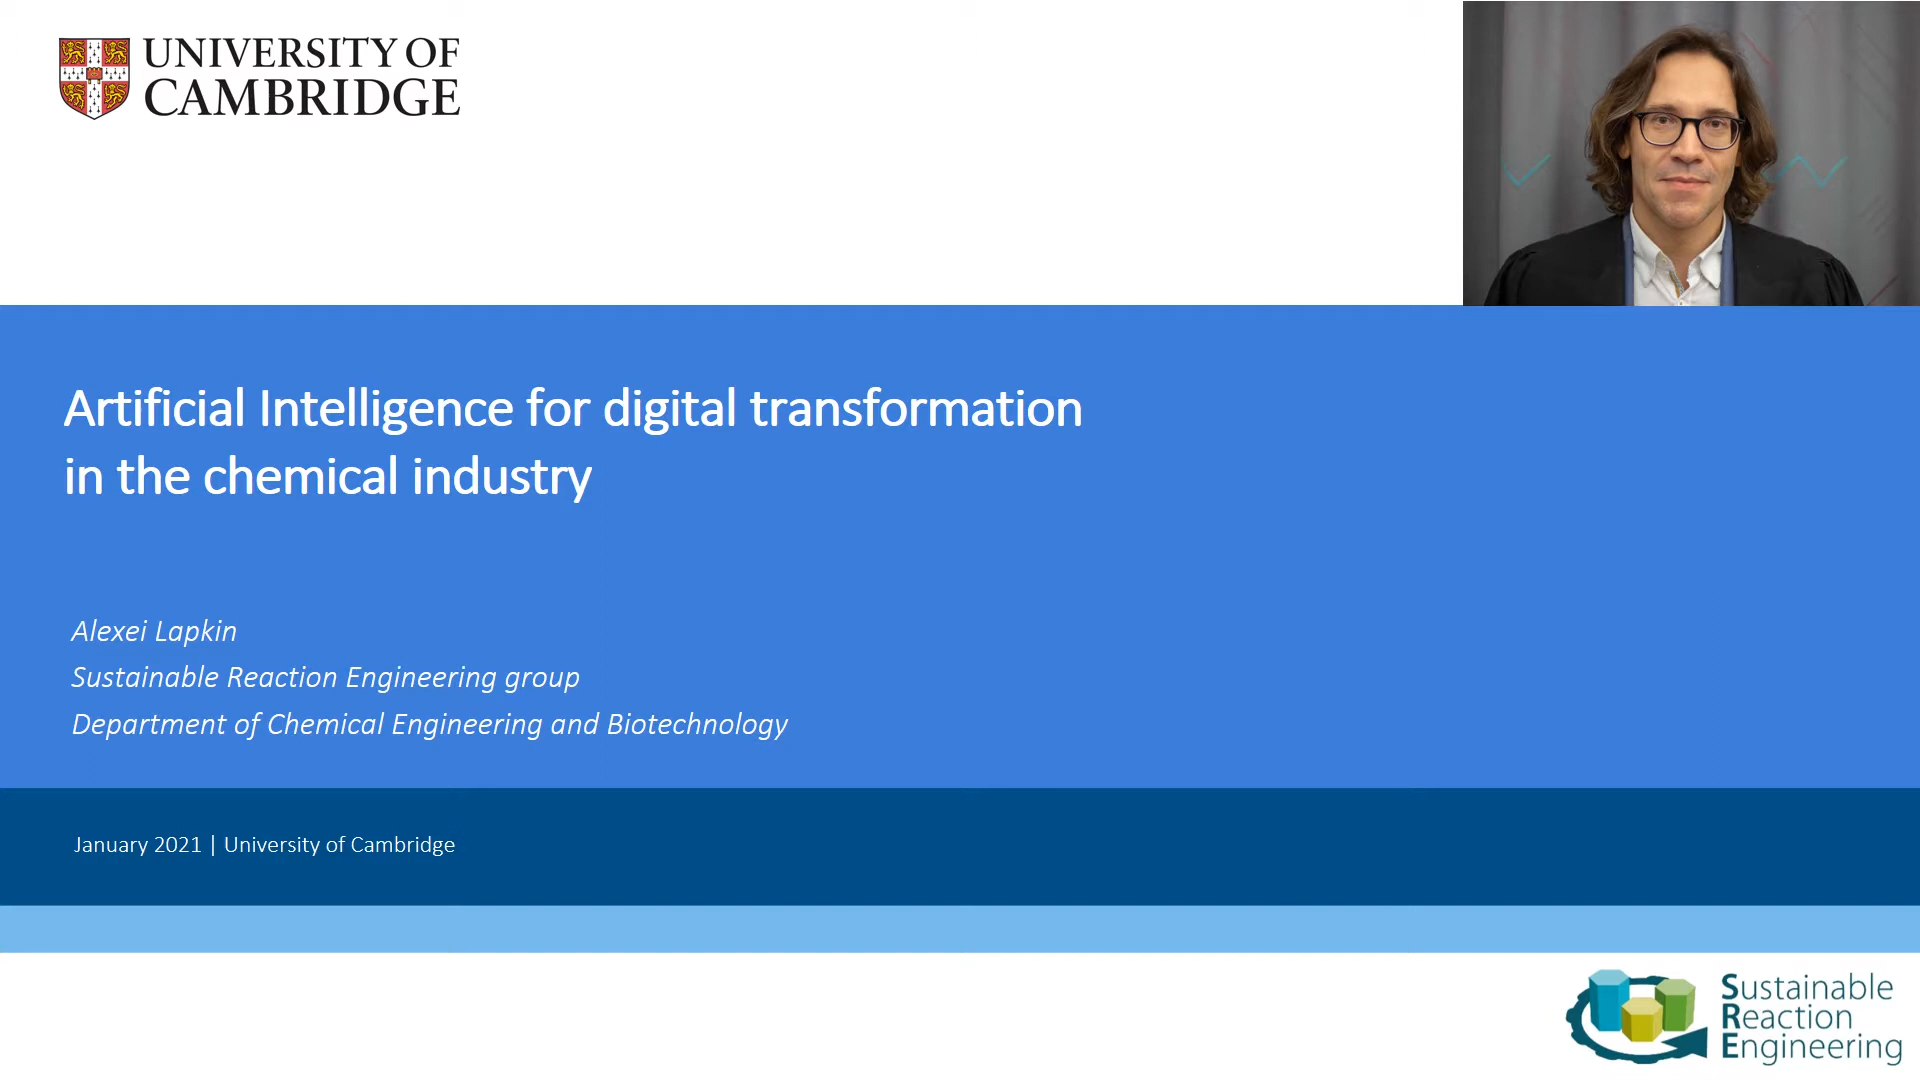 UNIVERSITY OF
CAMBRIDGE
Artificial Intelligence for digital transformation
in the chemical industry
Alexei Lapkin
Sustainable Reaction Engineering group
Department of Chemical Engineering and Biotechnology
January 2021 | University of Cambridge
Sustainable
Reaction
Engineering